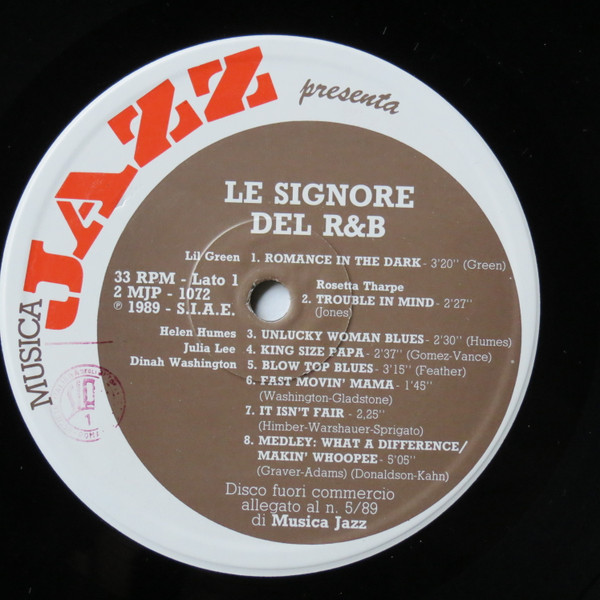 MUSICA JAZZ
presenta
LE SIGNORE
DEL R&B
Lil Green 1. ROMANCE IN THE DARK - 3'20'' (Green)
33 RPM - Lato 1
2 MJP - 1072
℗ 1989 - S.I.A.E.
Rosetta Tharpe
2. TROUBLE IN MIND - 2'27''
(Jones)
Helen Humes 3. UNLUCKY WOMAN BLUES - 2'30'' (Humes)
Julia Lee 4. KING SIZE PAPA - 2'37'' (Gomez-Vance)
Dinah Washington 5. BLOW TOP BLUES - 3'15'' (Feather)
6. FAST MOVIN' MAMA - 1'45''
(Washington-Gladstone)
7. IT ISN'T FAIR - 2,25''
(Himber-Warshauer-Sprigato)
8. MEDLEY: WHAT A DIFFERENCE/
MAKIN' WHOOPEE - 5'05''
(Graver-Adams) (Donaldson-Kahn)
Disco fuori commercio
allegato al n. 5/89
di Musica Jazz
1